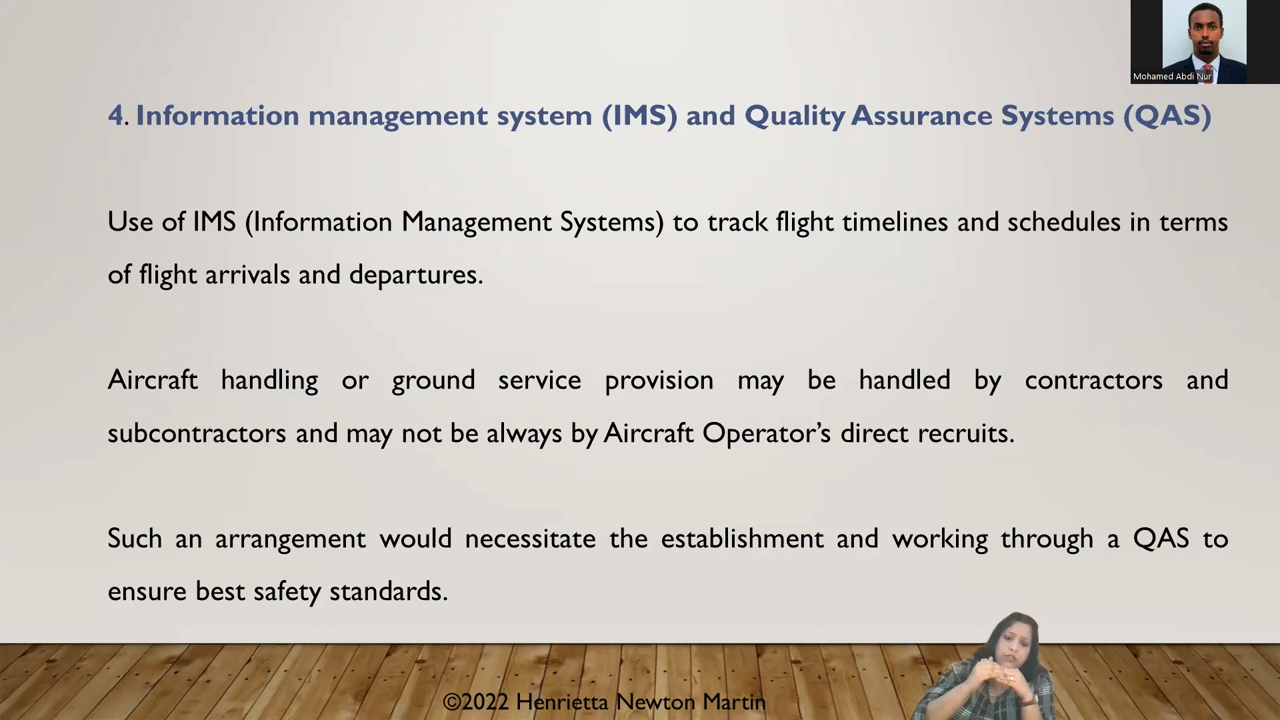 Mohamed Abdi Nur
4. Information management system (IMS) and Quality Assurance Systems (QAS)
Use of IMS (Information Management Systems) to track flight timelines and schedules in terms
of flight arrivals and departures.
Aircraft handling or ground service provision may be handled by contractors and
subcontractors and may not be always by Aircraft Operator’s direct recruits.
Such an arrangement would necessitate the establishment and working through a QAS to
ensure best safety standards.
©2022 Henrietta Newton Martin